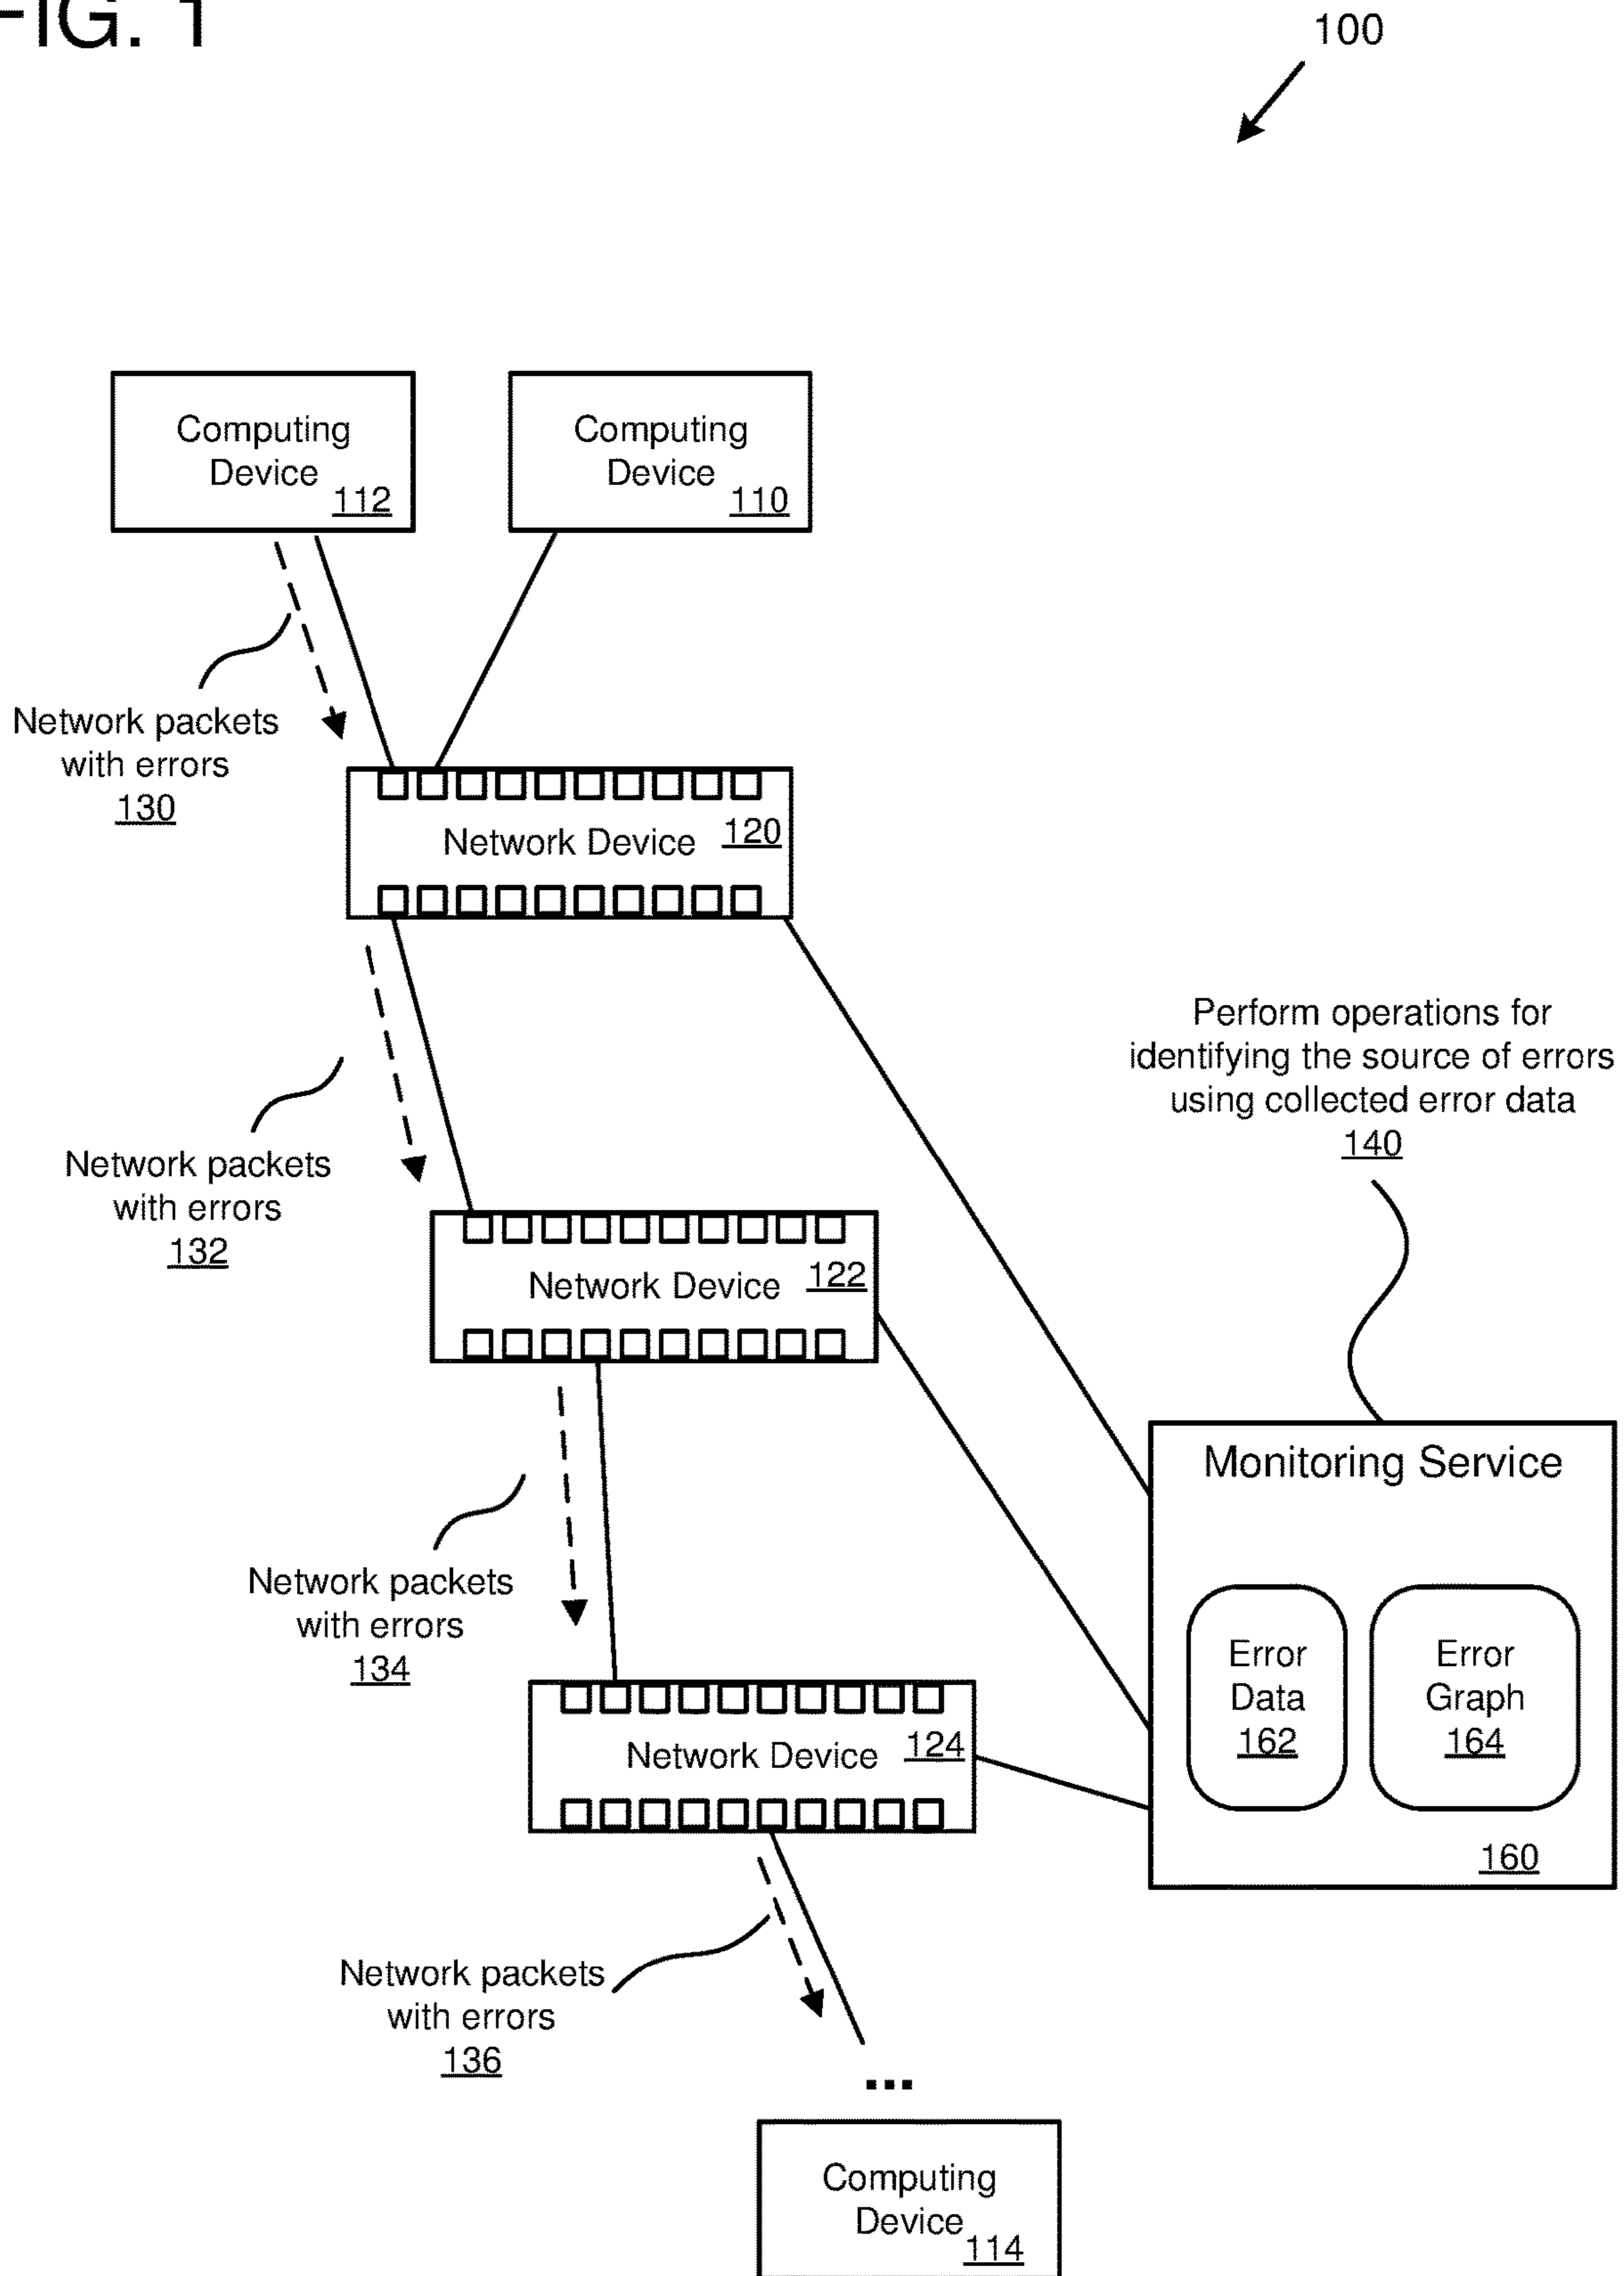 FIG. 1
100
Computing
Device
112
Computing
Device
110
Network packets
with errors
130
Network Device 120
Perform operations for
identifying the source of errors
using collected error data
140
Network packets
with errors
132
Network Device 122
Monitoring Service
Network packets
with errors
134
Error
Data
162
Error
Graph
164
Network Device 124
160
Network packets
with errors
136
...
Computing
Device
114